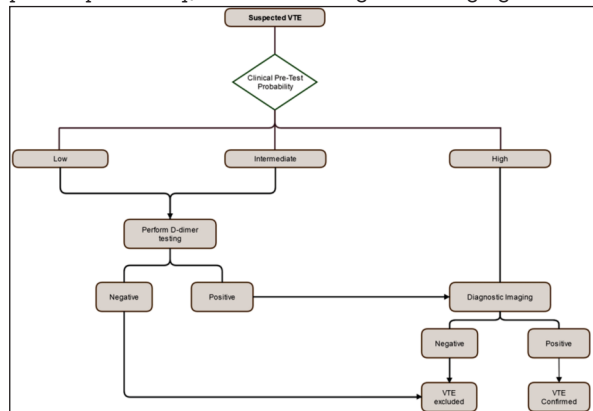 Suspected VTE
Clinical Pre-Test
Probability
Low
Intermediate
High
Perform D-dimer
testing
Negative
Positive
Diagnostic Imaging
Negative
Positive
VTE
excluded
VTE
Confirmed